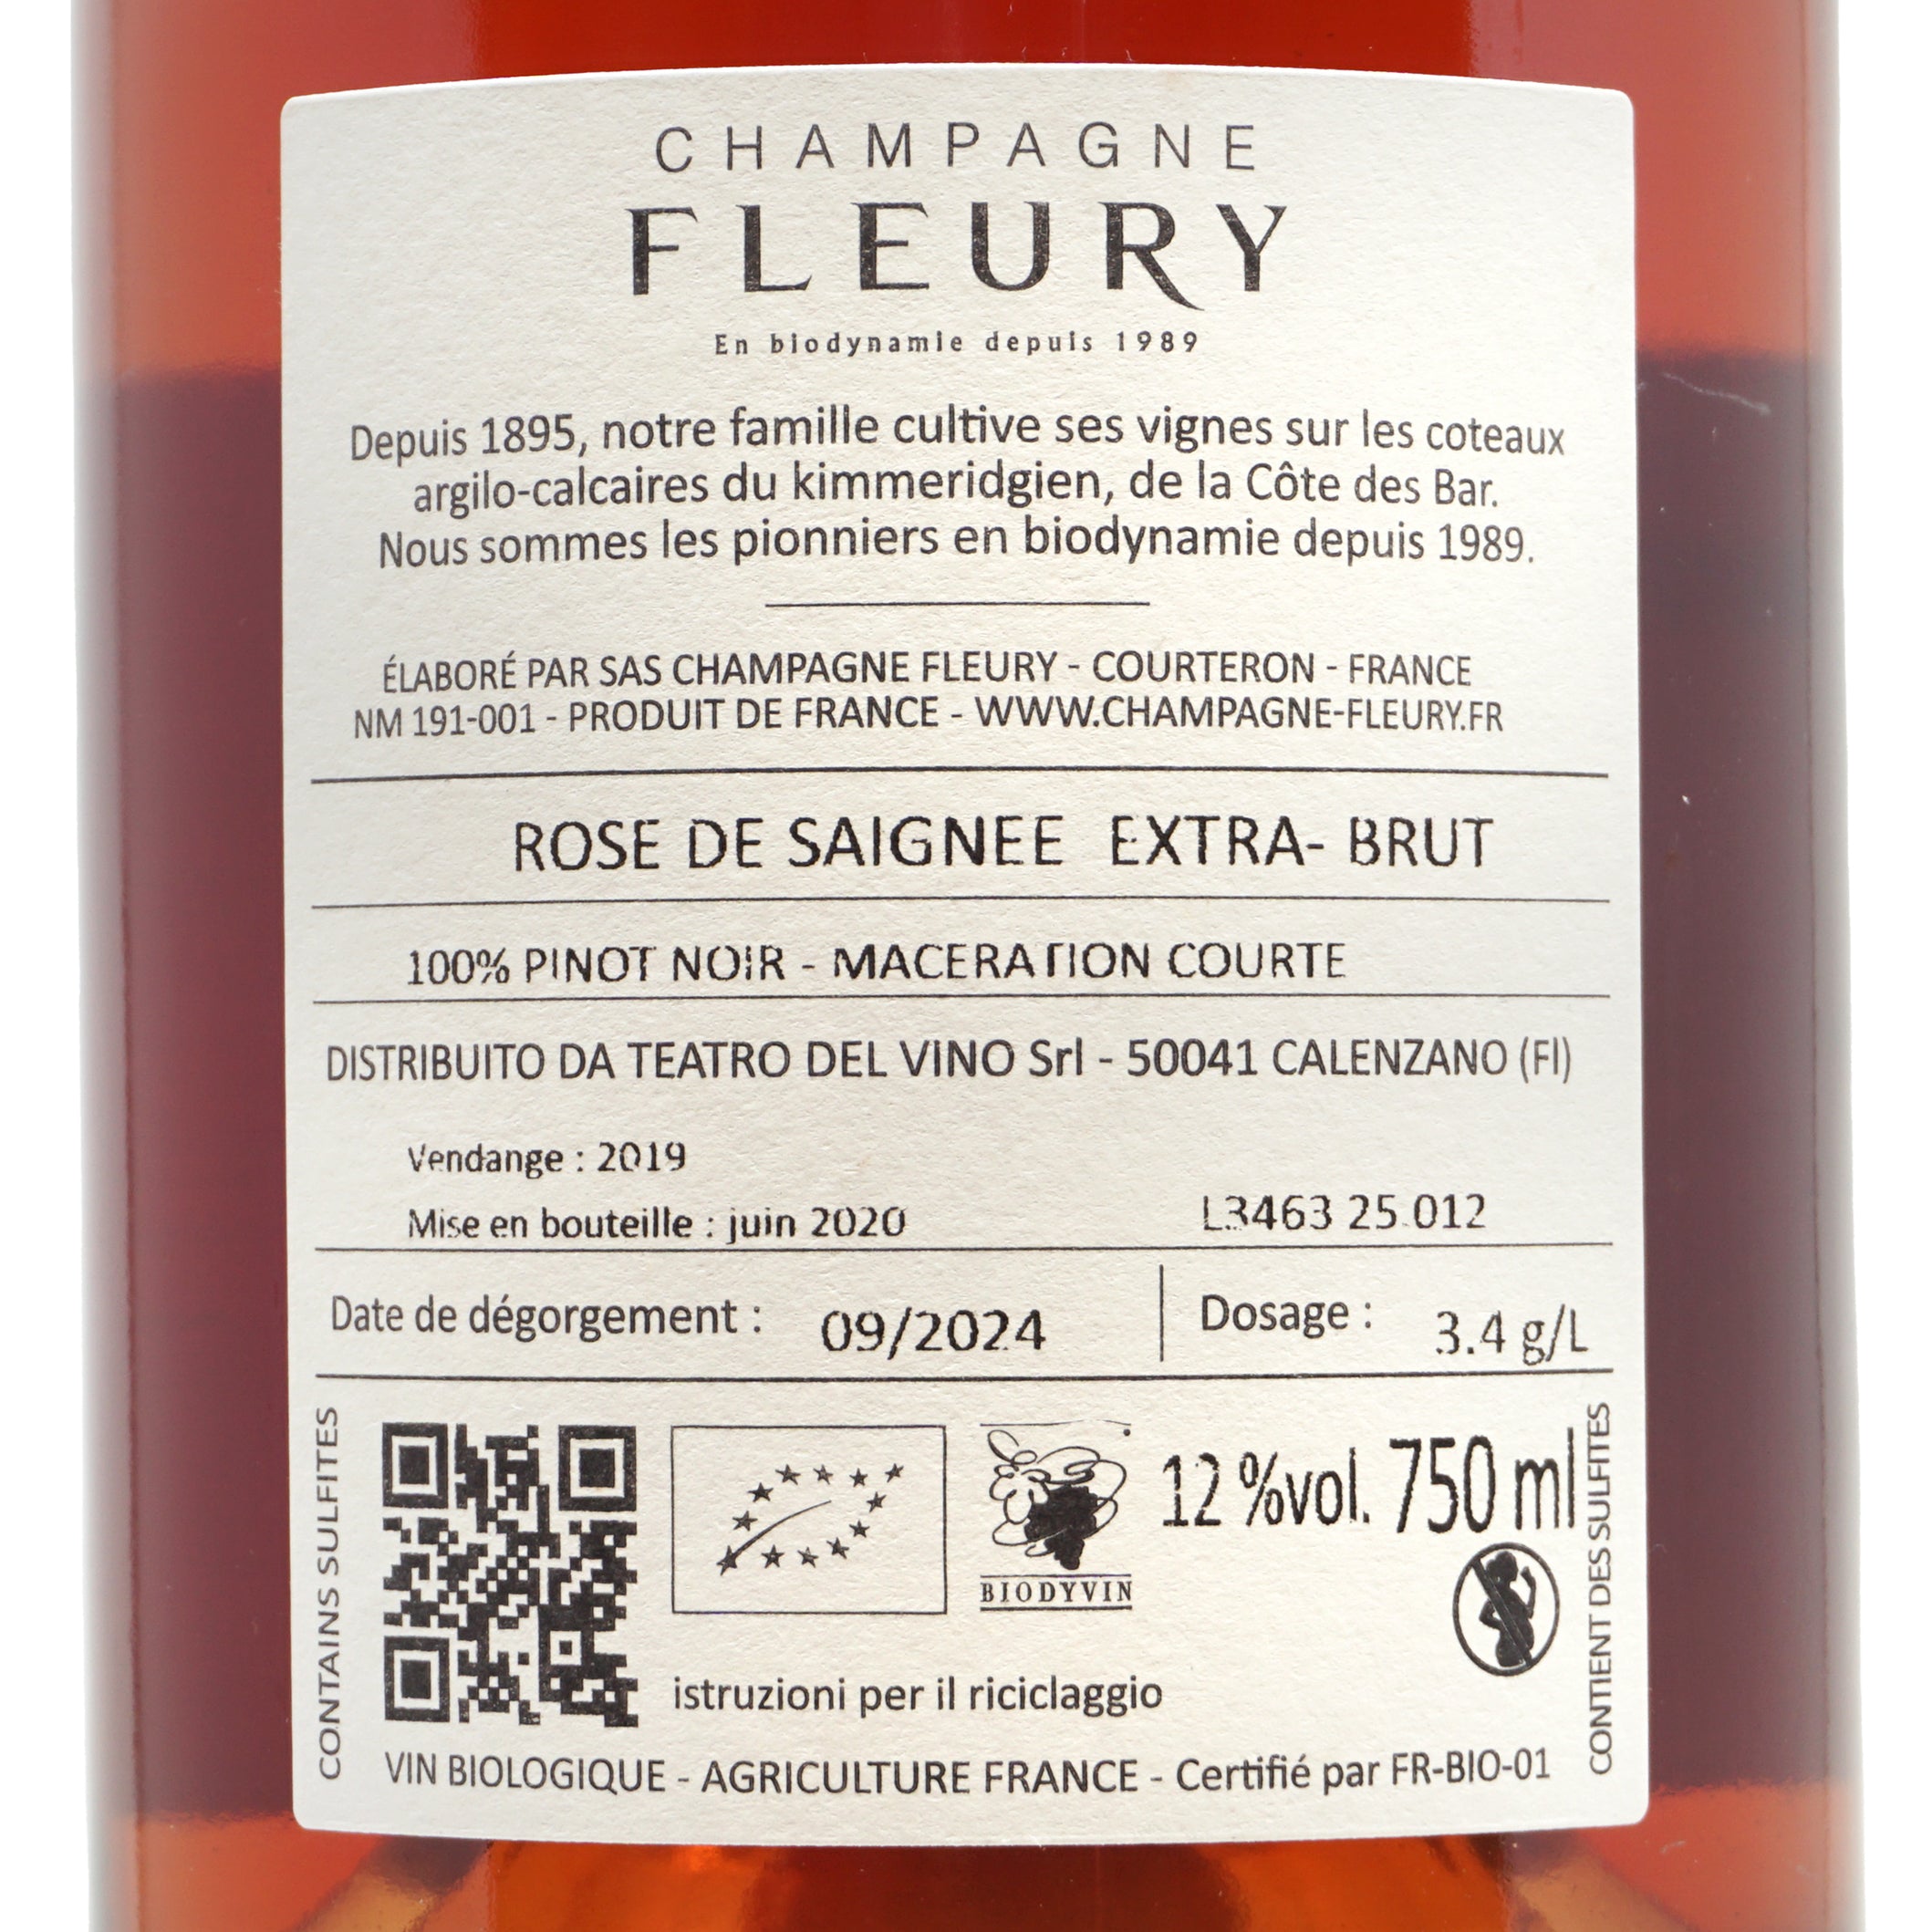 CHAMPAGNE
FLEURY
En biodynamie depuis 1989
Depuis 1895, notre famille cultive ses vignes sur les coteaux
argilo-calcaires du kimmeridgien, de la Côte des Bar.
Nous sommes les pionniers en biodynamie depuis 1989.
ÉLABORÉ PAR SAS CHAMPAGNE FLEURY - COURTERON - FRANCE
NM 191-001 - PRODUIT DE FRANCE - WWW.CHAMPAGNE-FLEURY.FR
ROSE DE SAIGNEE EXTRA- BRUT
100% PINOT NOIR - MACERATION COURTE
DISTRIBUITO DA TEATRO DEL VINO Srl - 50041 CALENZANO (FI)
Vendange : 2019
Mise en bouteille : juin 2020
L3463 25.012
Date de dégorgement : 09/2024
Dosage : 3.4 g/L
CONTAINS SULFITES
BIODYVIN
12 %vol. 750 ml
CONTIENT DES SULFITES
istruzioni per il riciclaggio
VIN BIOLOGIQUE - AGRICULTURE FRANCE - Certifié par FR-BIO-01